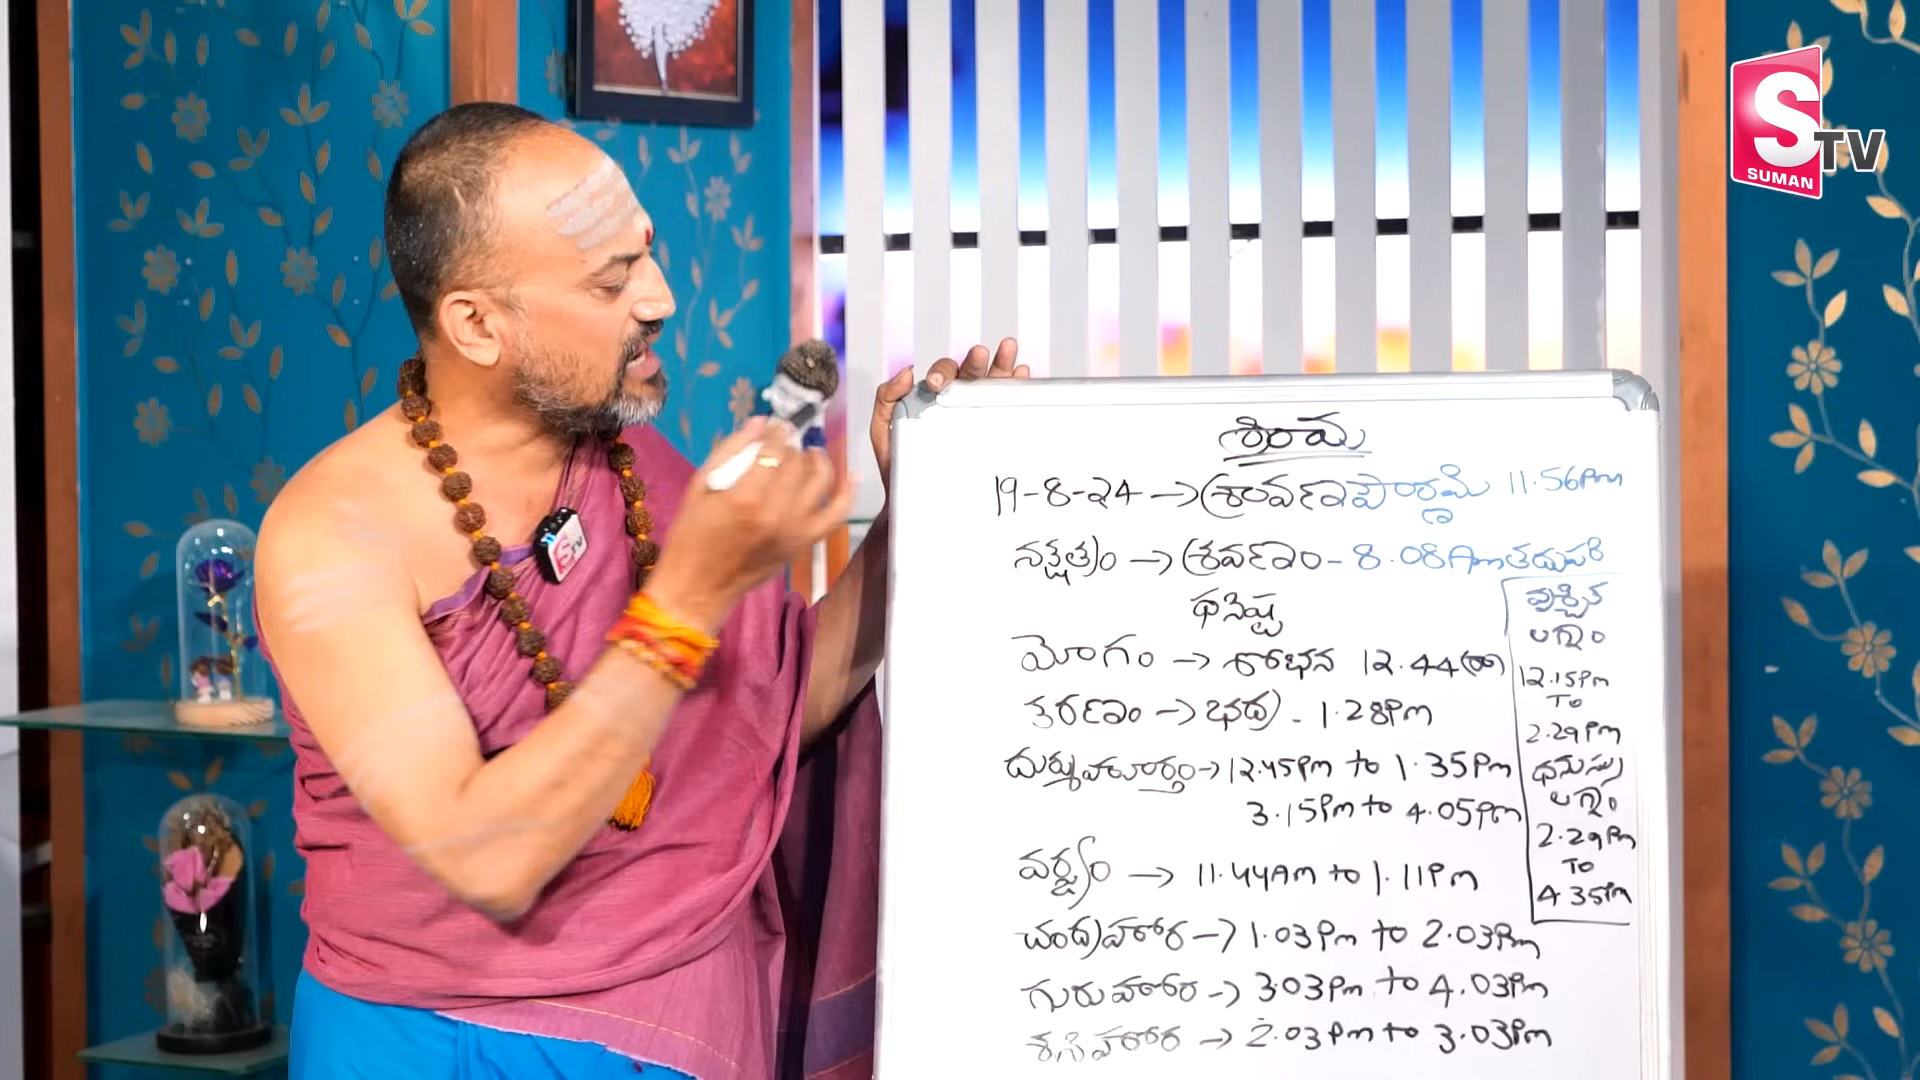 శ్రీరామ
19-8-24 → శ్రావణ పౌర్ణమి 11.56Pm
నక్షత్రం → శ్రవణం - 8.08Am తదుపరి
ధనిష్ఠ
యోగం → శోభన 12.44(రా)
కరణం → భద్ర - 1.28Pm
దుర్ముహూర్తం → 12.45Pm to 1.35Pm
3.15Pm to 4.05Pm
వర్జ్యం → 11.44Am to 1.11Pm
చంద్రహోర → 1.03Pm to 2.03Pm
గురుహోర → 3.03Pm to 4.03Pm
శని హోర → 2.03Pm to 3.03Pm
వృశ్చిక
లగ్నం
12.15Pm
To
2.29Pm
ధనుస్సు
లగ్నం
2.29Pm
To
4.35Pm
S TV
SUMAN
S TV